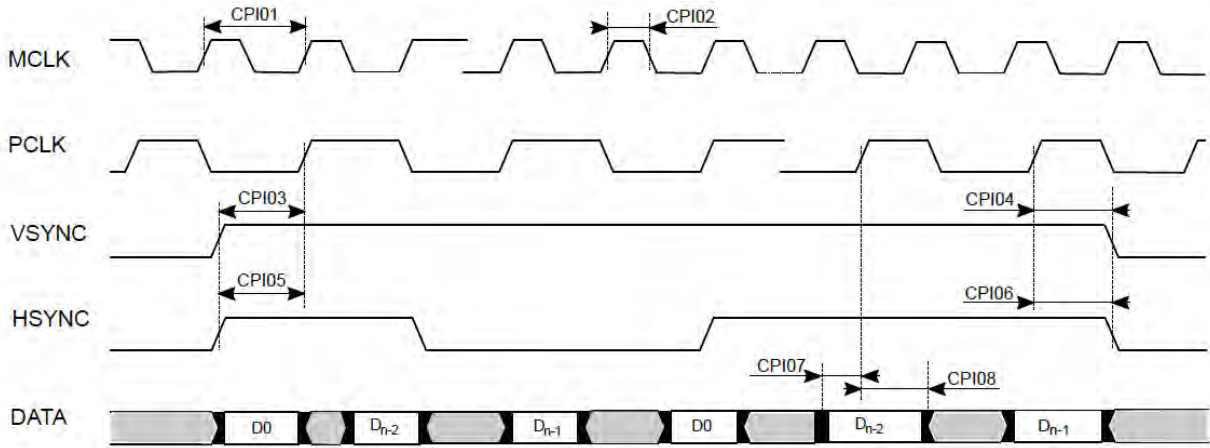 CPI01 CPI02
MCLK
PCLK
CPI03 CPI04
VSYNC
CPI05 CPI06
HSYNC
CPI07 CPI08
DATA D0 Dn-2 Dn-1 D0 Dn-2 Dn-1